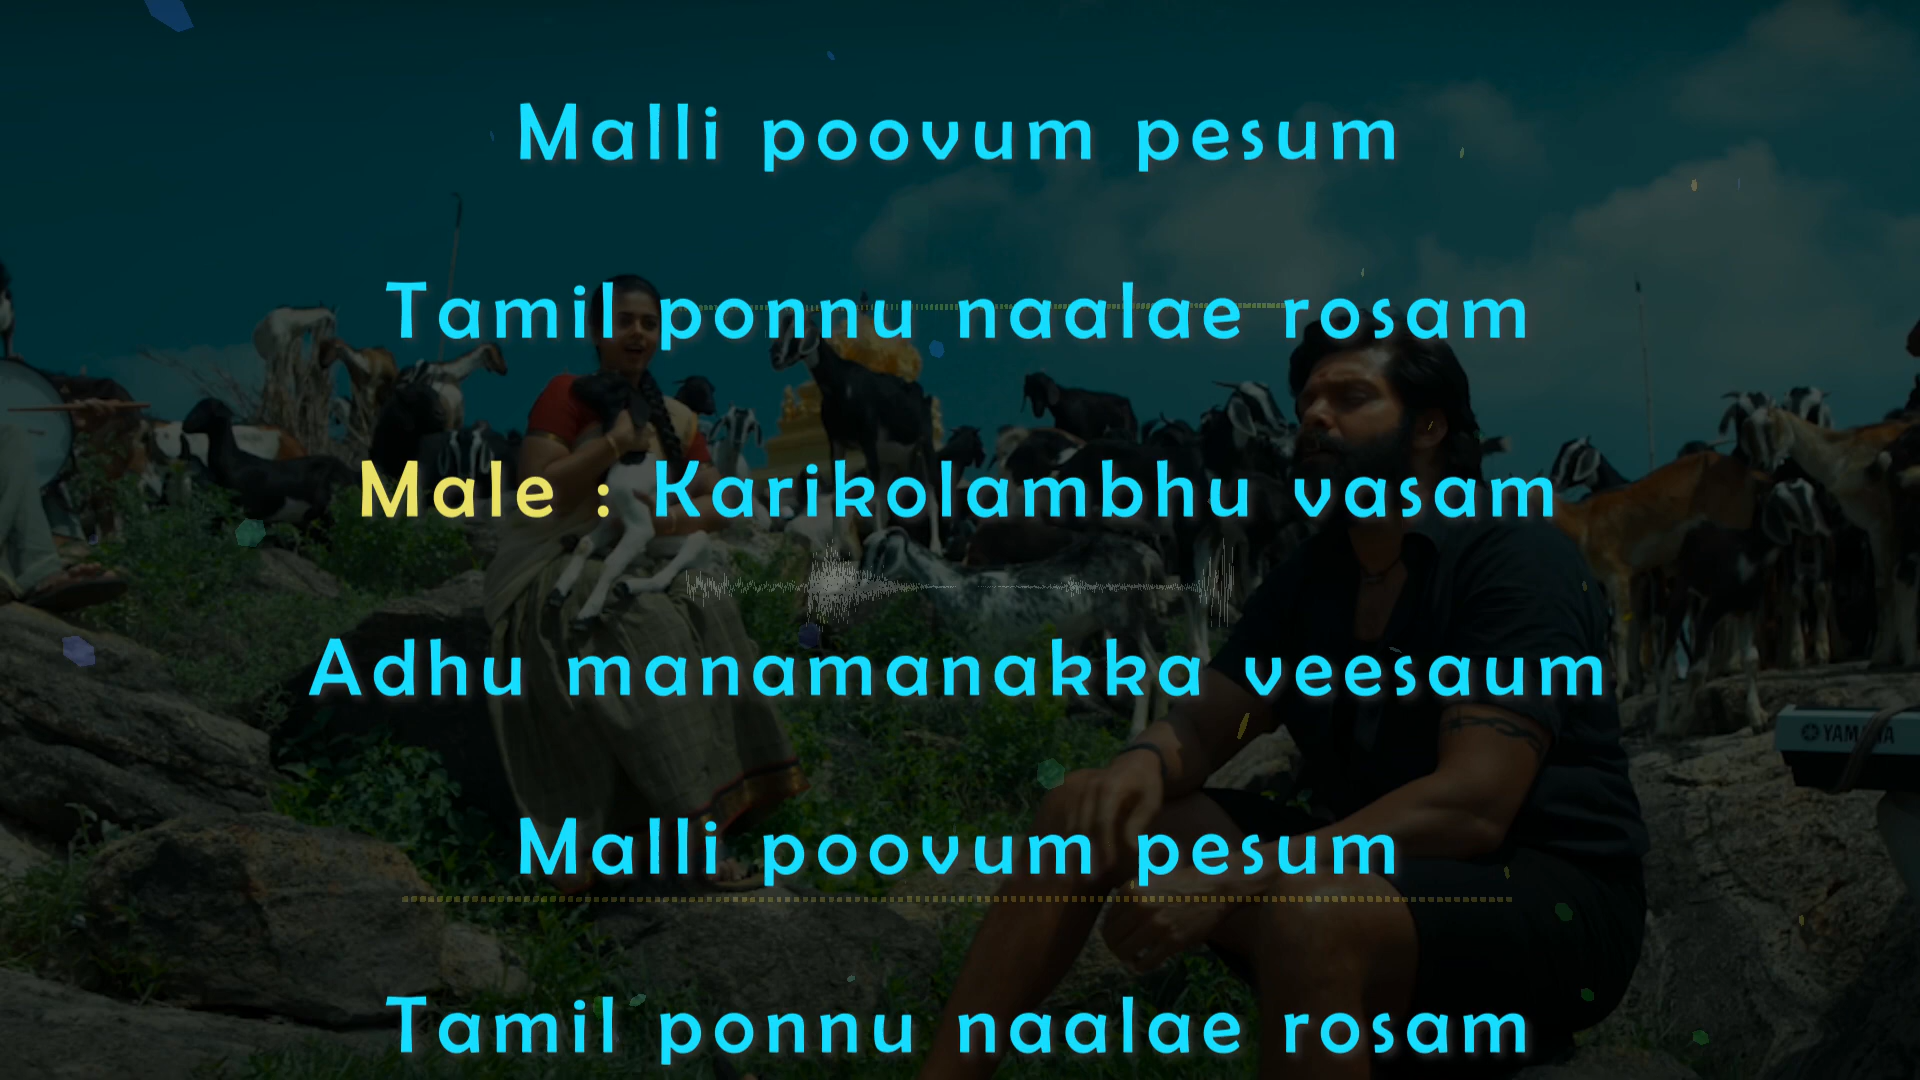 Malli poovum pesum
Tamil ponnu naalae rosam
Male : Karikolambhu vasam
Adhu manamanakka veesaum
YAMAHA
Malli poovum pesum
Tamil ponnu naalae rosam